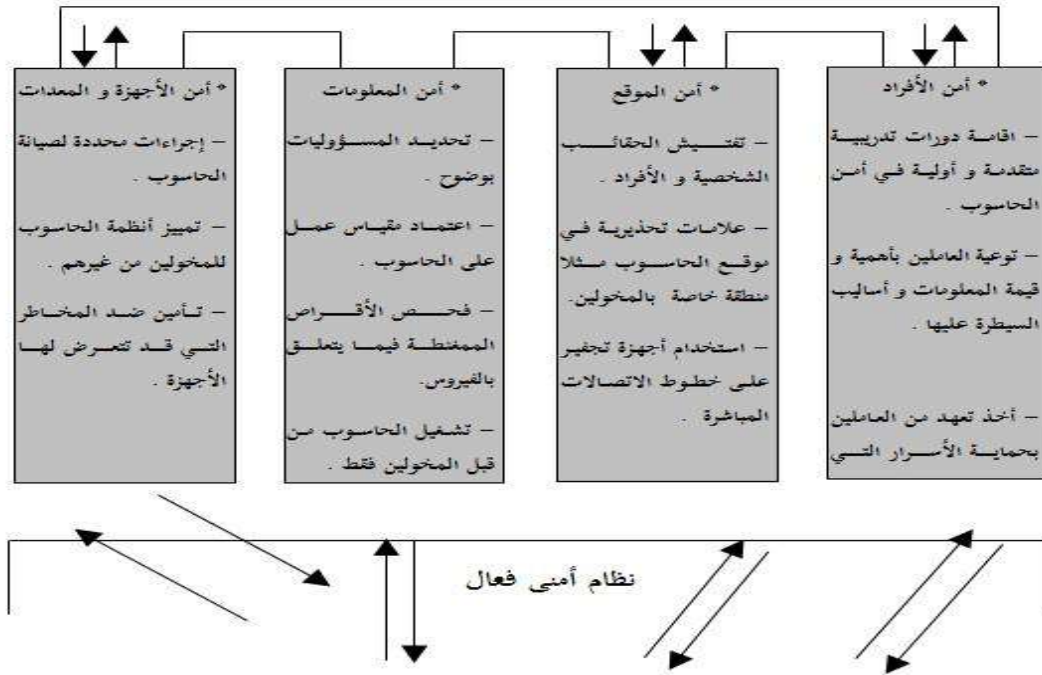 * أمن الأفراد
– اقامة دورات تدريبية
متقدمة و أولية في أمن
الحاسوب .
– توعية العاملين بأهمية و
قيمة المعلومات و أساليب
السيطرة عليها .
– أخذ تعهد من العاملين
بحماية الأسرار التي
* أمن الموقع
– تفتيش الحقائب
الشخصية و الأفراد .
– علامات تحذيرية في
موقع الحاسوب مثلا
منطقة خاصة بالمخولين.
– استخدام أجهزة تجفير
على خطوط الاتصالات
المباشرة .
* أمن المعلومات
– تحديد المسؤوليات
بوضوح .
– اعتماد مقياس عمل
على الحاسوب .
– فحص الأقراص
الممغنطة فيما يتعلق
بالفيروس.
– تشغيل الحاسوب من
قبل المخولين فقط .
* أمن الأجهزة و المعدات
– إجراءات محددة لصيانة
الحاسوب .
– تمييز أنظمة الحاسوب
للمخولين من غيرهم .
– تأمين ضد المخاطر
التي قد تتعرض لها
الأجهزة .
نظام أمني فعال